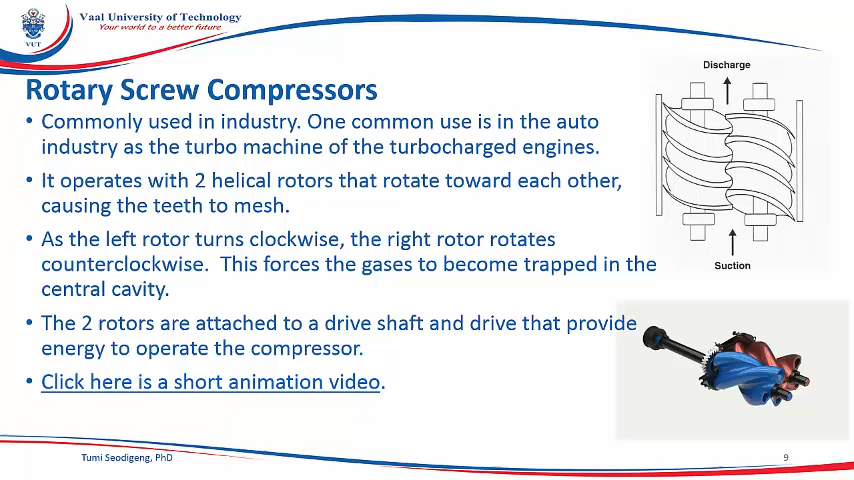 Vaal University of Technology
Your world to a better future
VUT
Rotary Screw Compressors
• Commonly used in industry. One common use is in the auto
industry as the turbo machine of the turbocharged engines.
• It operates with 2 helical rotors that rotate toward each other,
causing the teeth to mesh.
• As the left rotor turns clockwise, the right rotor rotates
counterclockwise. This forces the gases to become trapped in the
central cavity.
• The 2 rotors are attached to a drive shaft and drive that provide
energy to operate the compressor.
• Click here is a short animation video.
Discharge
Suction
Tumi Seodigeng, PhD
9